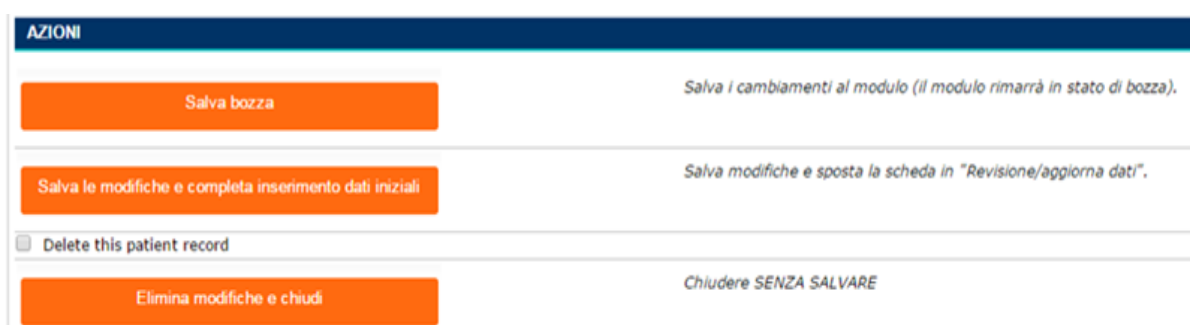 AZIONI
Salva bozza
Salva i cambiamenti al modulo (il modulo rimarrà in stato di bozza).
Salva le modifiche e completa inserimento dati iniziali
Salva modifiche e sposta la scheda in "Revisione/aggiorna dati".
Delete this patient record
Elimina modifiche e chiudi
Chiudere SENZA SALVARE